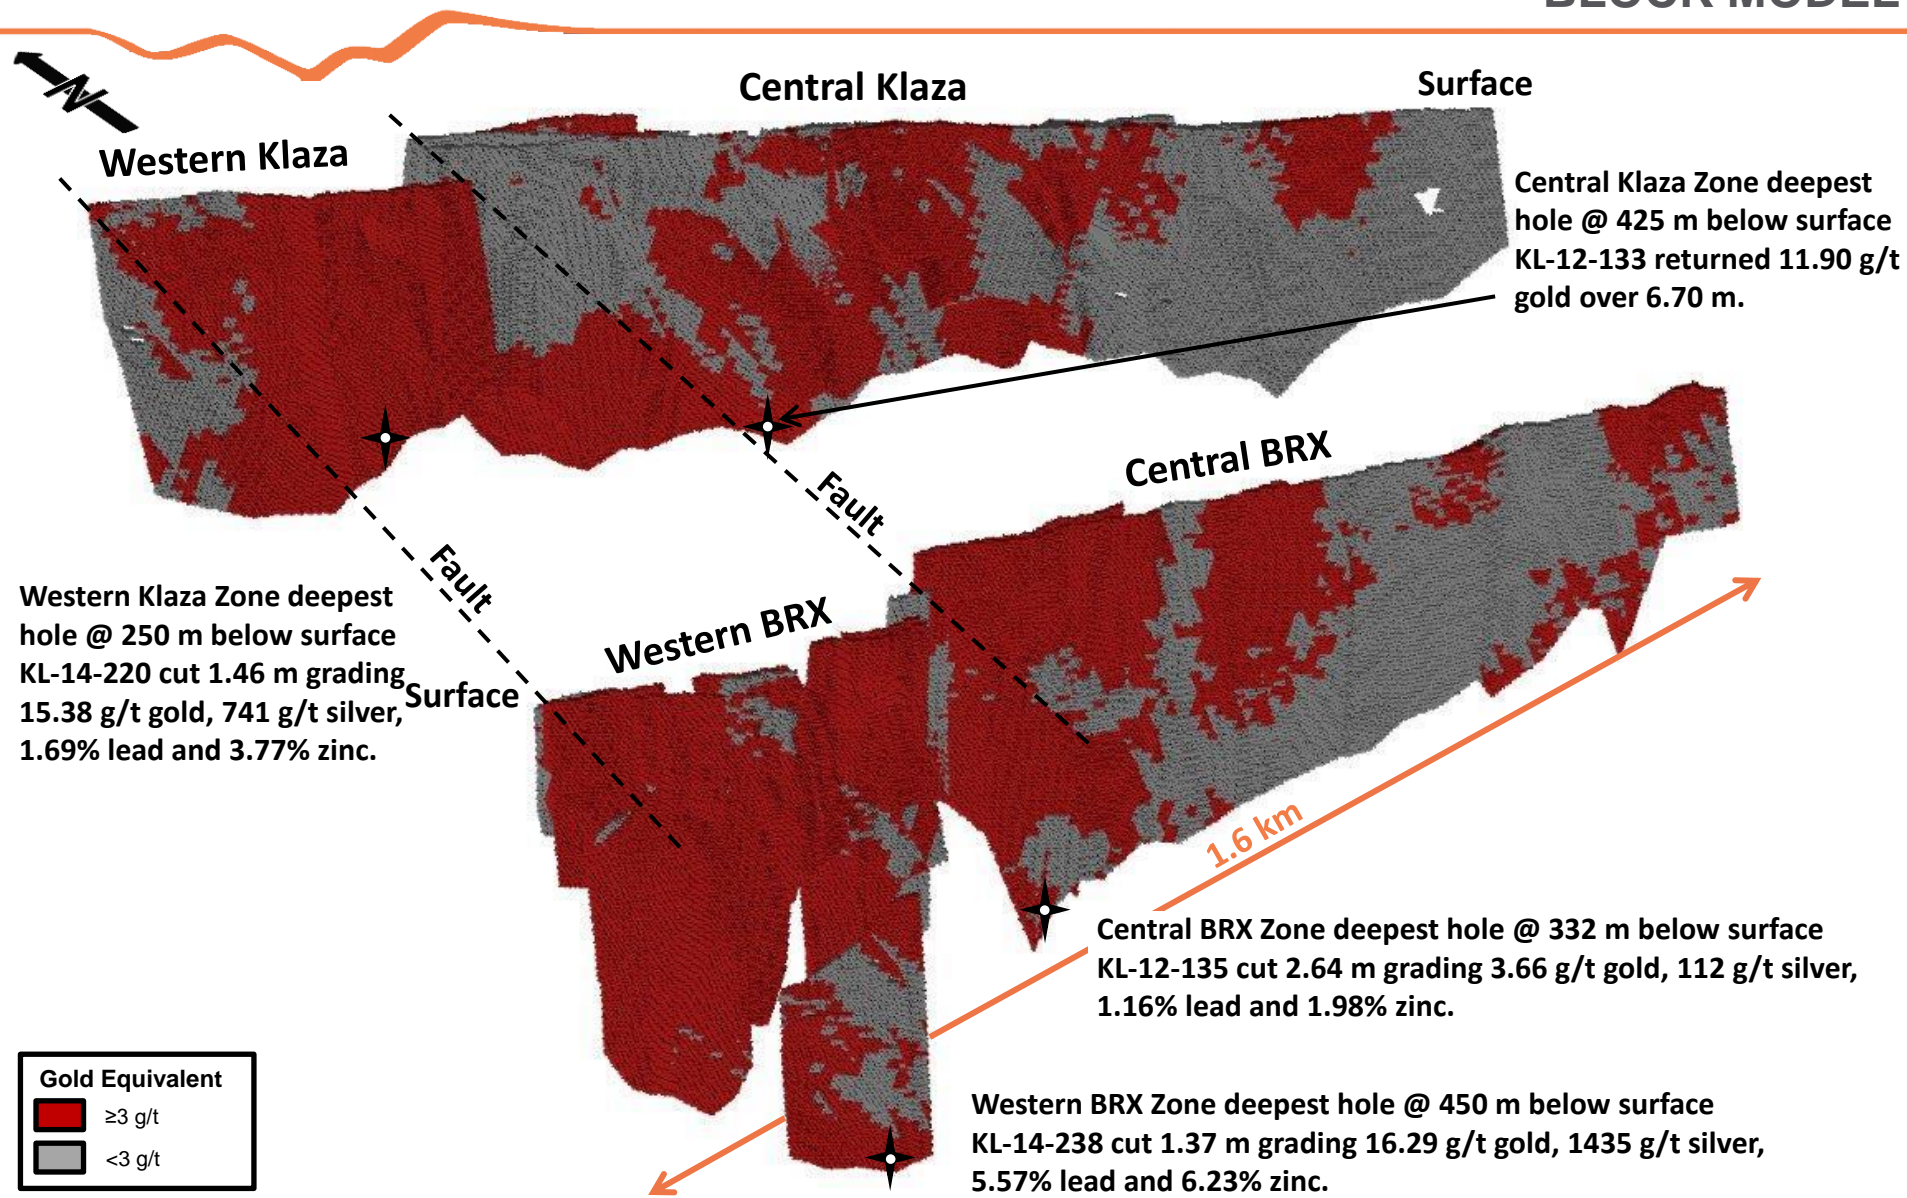 BLOCK MODEL
N
Central Klaza
Surface
Western Klaza
Central Klaza Zone deepest
hole @ 425 m below surface
KL-12-133 returned 11.90 g/t
gold over 6.70 m.
Central BRX
Fault
Fault
Western BRX
Surface
Western Klaza Zone deepest
hole @ 250 m below surface
KL-14-220 cut 1.46 m grading
15.38 g/t gold, 741 g/t silver,
1.69% lead and 3.77% zinc.
1.6 km
Central BRX Zone deepest hole @ 332 m below surface
KL-12-135 cut 2.64 m grading 3.66 g/t gold, 112 g/t silver,
1.16% lead and 1.98% zinc.
Gold Equivalent
≥3 g/t
<3 g/t
Western BRX Zone deepest hole @ 450 m below surface
KL-14-238 cut 1.37 m grading 16.29 g/t gold, 1435 g/t silver,
5.57% lead and 6.23% zinc.